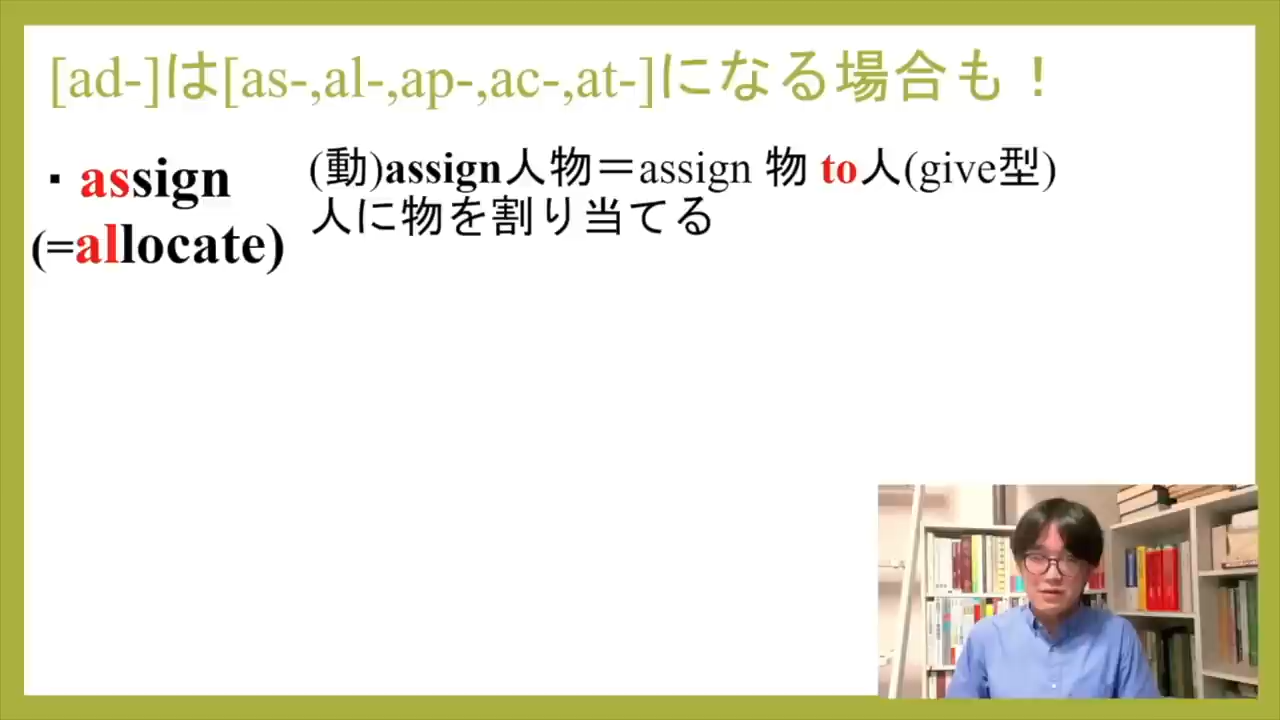 [ad-]は[as-,al-,ap-,ac-,at-]になる場合も！
・assign
(=allocate)
(動)assign人物＝assign 物 to人(give型)
人に物を割り当てる